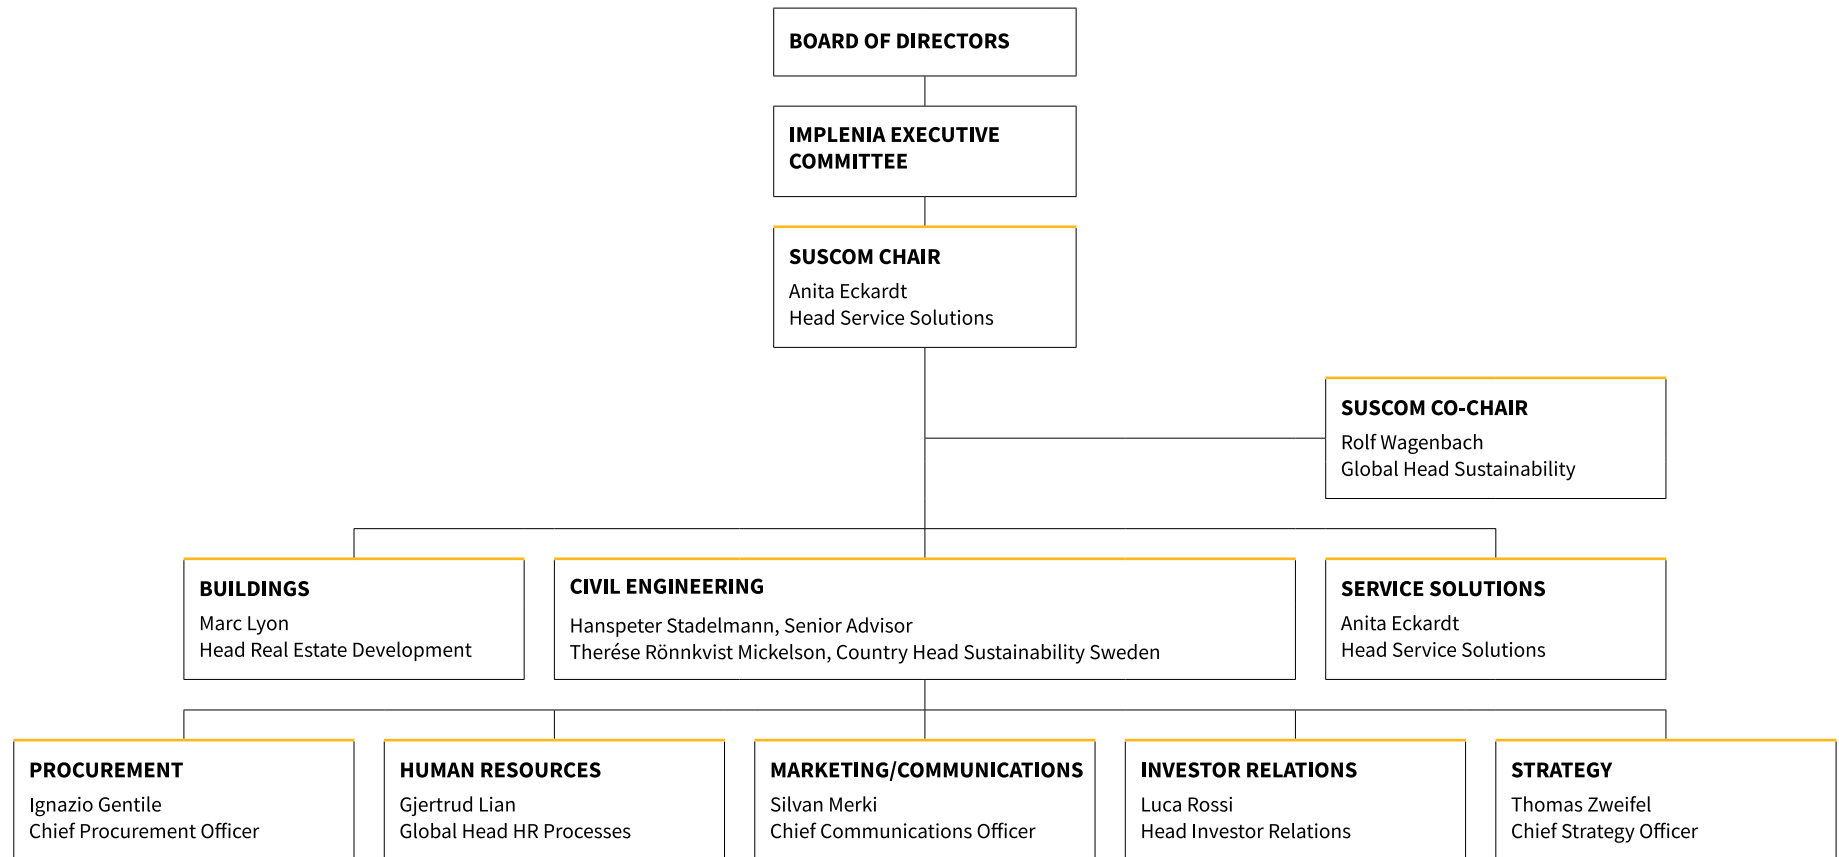 BOARD OF DIRECTORS
IMPLENIA EXECUTIVE
COMMITTEE
SUSCOM CHAIR
Anita Eckardt
Head Service Solutions
SUSCOM CO-CHAIR
Rolf Wagenbach
Global Head Sustainability
BUILDINGS
Marc Lyon
Head Real Estate Development
CIVIL ENGINEERING
Hanspeter Stadelmann, Senior Advisor
Therése Rönnkvist Mickelson, Country Head Sustainability Sweden
SERVICE SOLUTIONS
Anita Eckardt
Head Service Solutions
PROCUREMENT
Ignazio Gentile
Chief Procurement Officer
HUMAN RESOURCES
Gjertrud Lian
Global Head HR Processes
MARKETING/COMMUNICATIONS
Silvan Merki
Chief Communications Officer
INVESTOR RELATIONS
Luca Rossi
Head Investor Relations
STRATEGY
Thomas Zweifel
Chief Strategy Officer